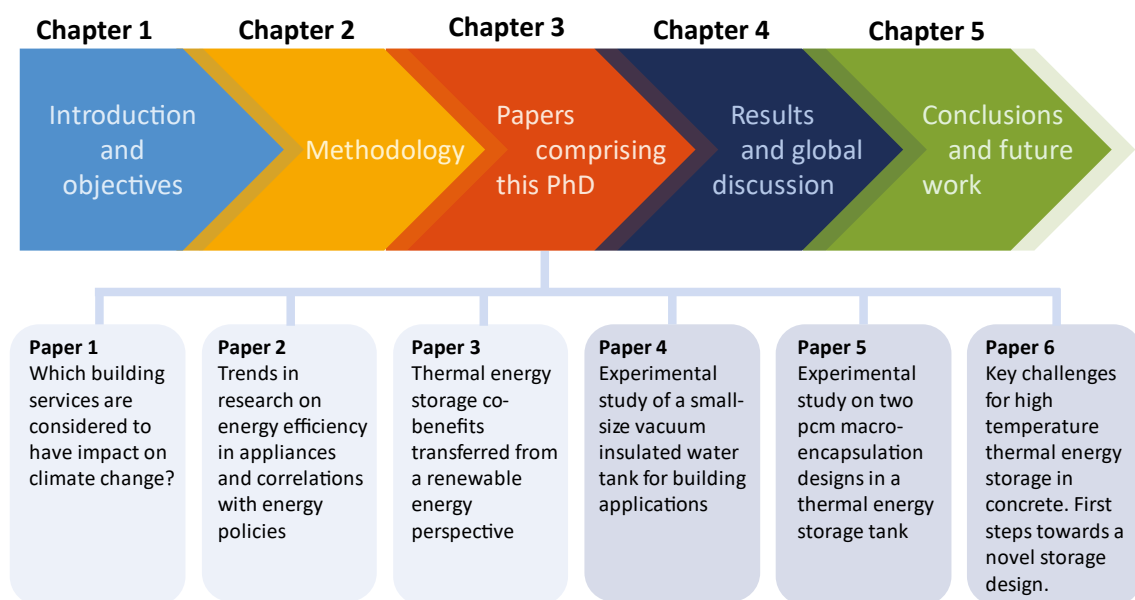 Chapter 1
Chapter 2
Chapter 3
Chapter 4
Chapter 5
Introduction
and
objectives
Methodology
Papers
comprising
this PhD
Results
and global
discussion
Conclusions
and future
work
Paper 1
Which building
services are
considered to
have impact on
climate change?
Paper 2
Trends in
research on
energy efficiency
in appliances
and correlations
with energy
policies
Paper 3
Thermal energy
storage co-
benefits
transferred from
a renewable
energy
perspective
Paper 4
Experimental
study of a small-
size vacuum
insulated water
tank for building
applications
Paper 5
Experimental
study on two
pcm macro-
encapsulation
designs in a
thermal energy
storage tank
Paper 6
Key challenges
for high
temperature
thermal energy
storage in
concrete. First
steps towards a
novel storage
design.